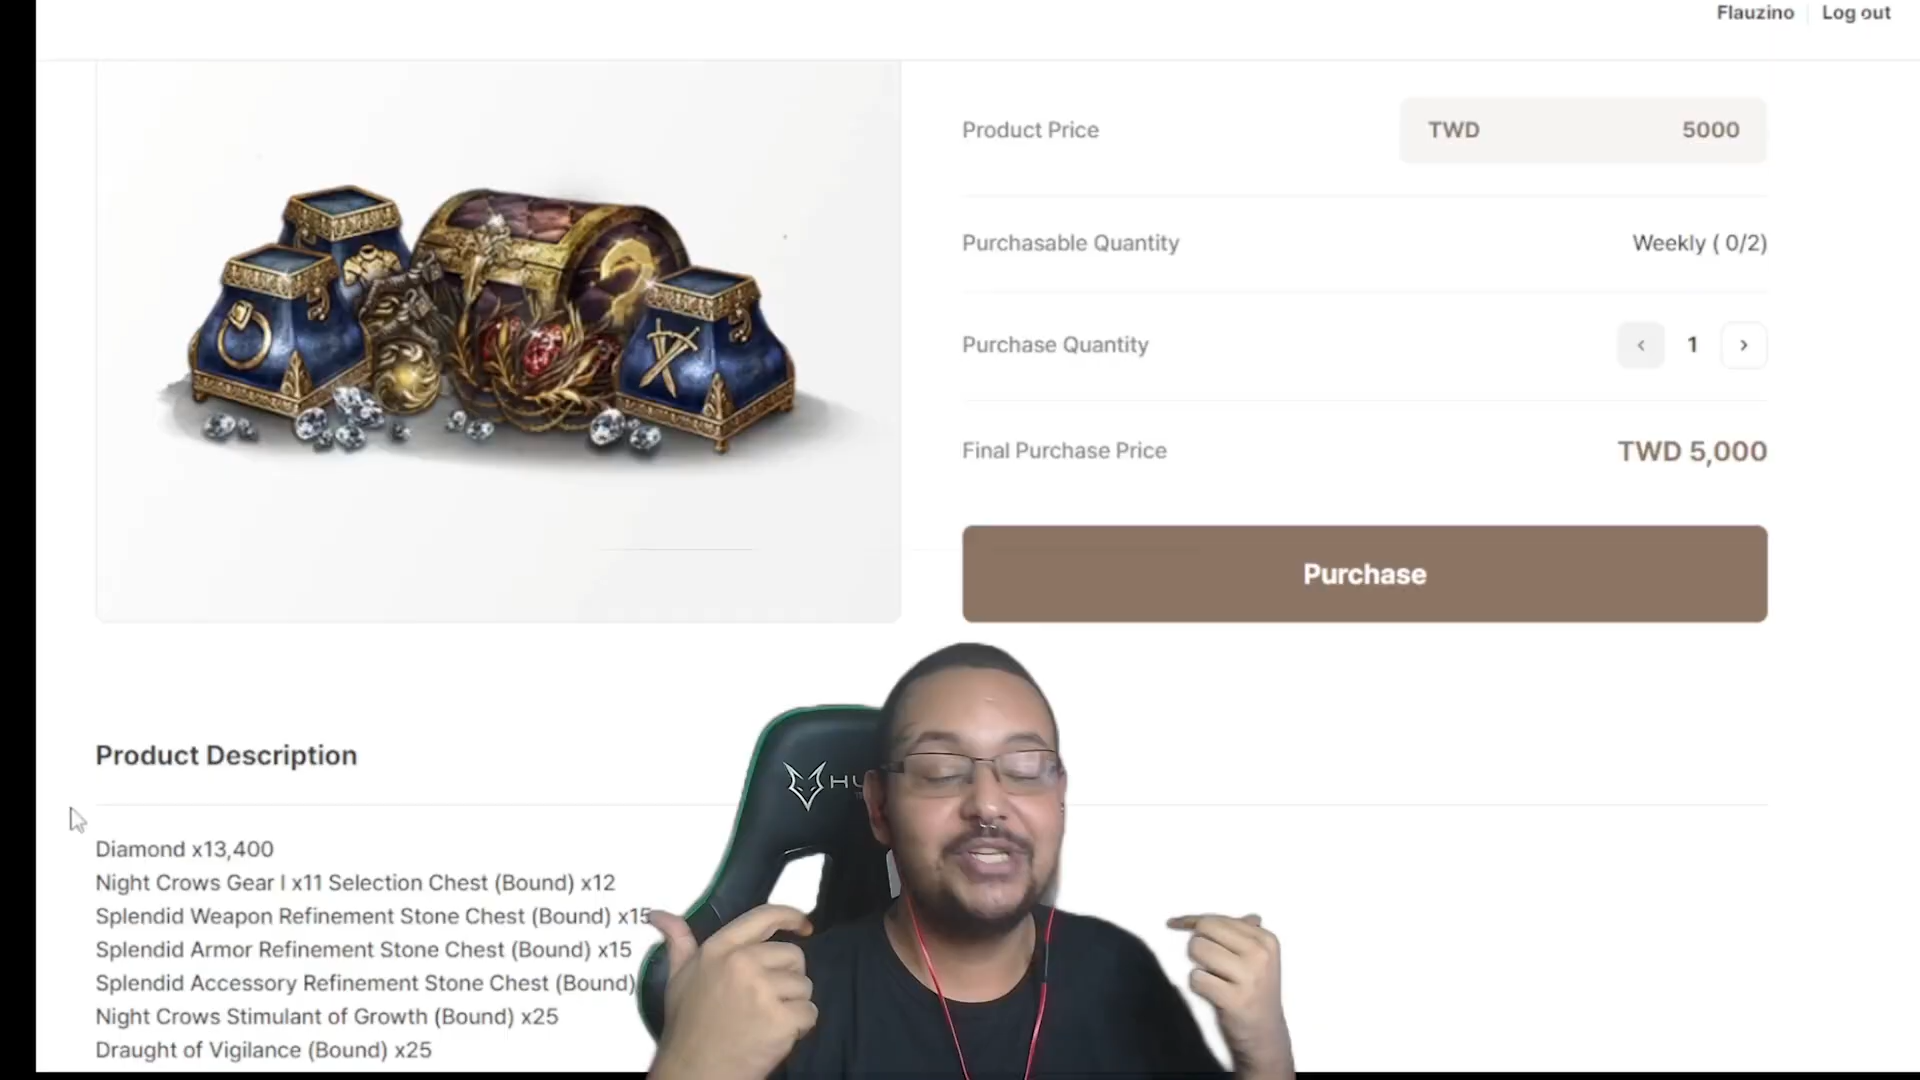 Flauzino
Log out
Product Price
TWD 5000
Purchasable Quantity
Weekly ( 0/2)
Purchase Quantity
‹ 1 ›
Final Purchase Price
TWD 5,000
Purchase
Product Description
HU
Diamond x13,400
Night Crows Gear I x11 Selection Chest (Bound) x12
Splendid Weapon Refinement Stone Chest (Bound) x15
Splendid Armor Refinement Stone Chest (Bound) x15
Splendid Accessory Refinement Stone Chest (Bound)
Night Crows Stimulant of Growth (Bound) x25
Draught of Vigilance (Bound) x25